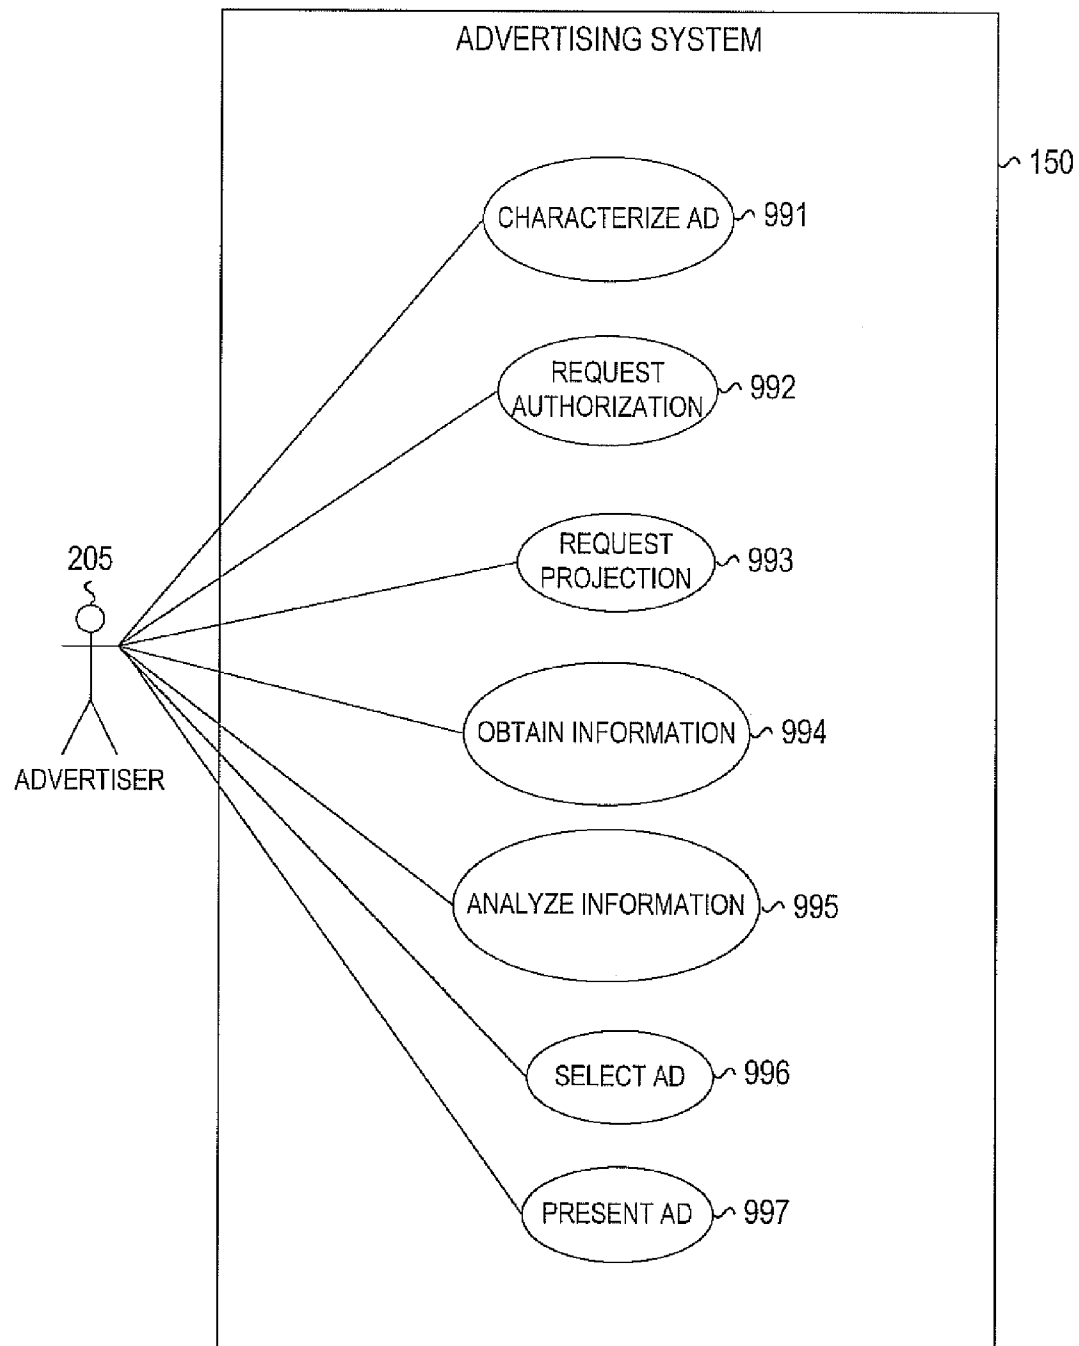 ADVERTISING SYSTEM
150
CHARACTERIZE AD
991
REQUEST
AUTHORIZATION
992
REQUEST
PROJECTION
993
205
ADVERTISER
OBTAIN INFORMATION
994
ANALYZE INFORMATION
995
SELECT AD
996
PRESENT AD
997